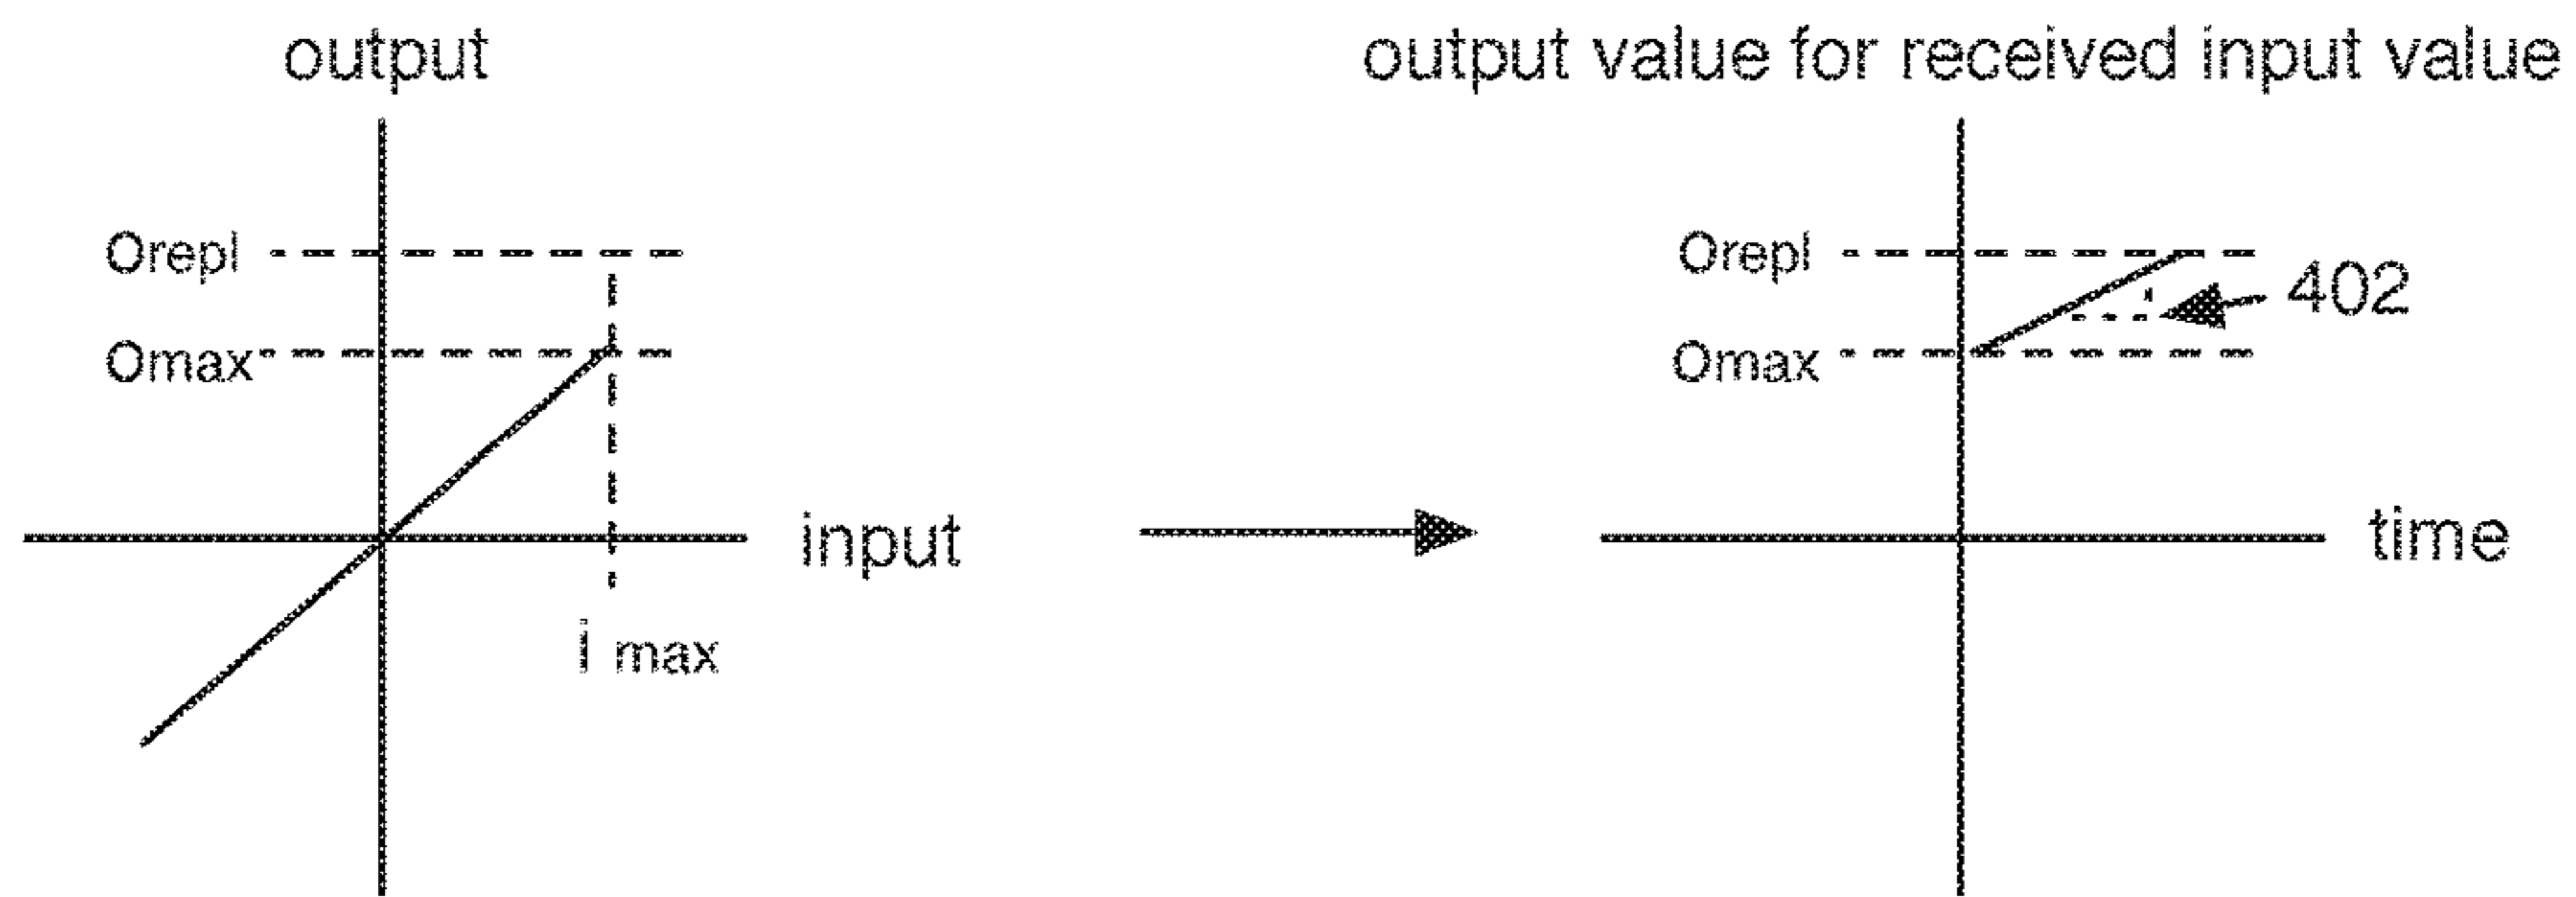 output
Orepl
Omax
input
i max
output value for received input value
Orepl
402
Omax
time